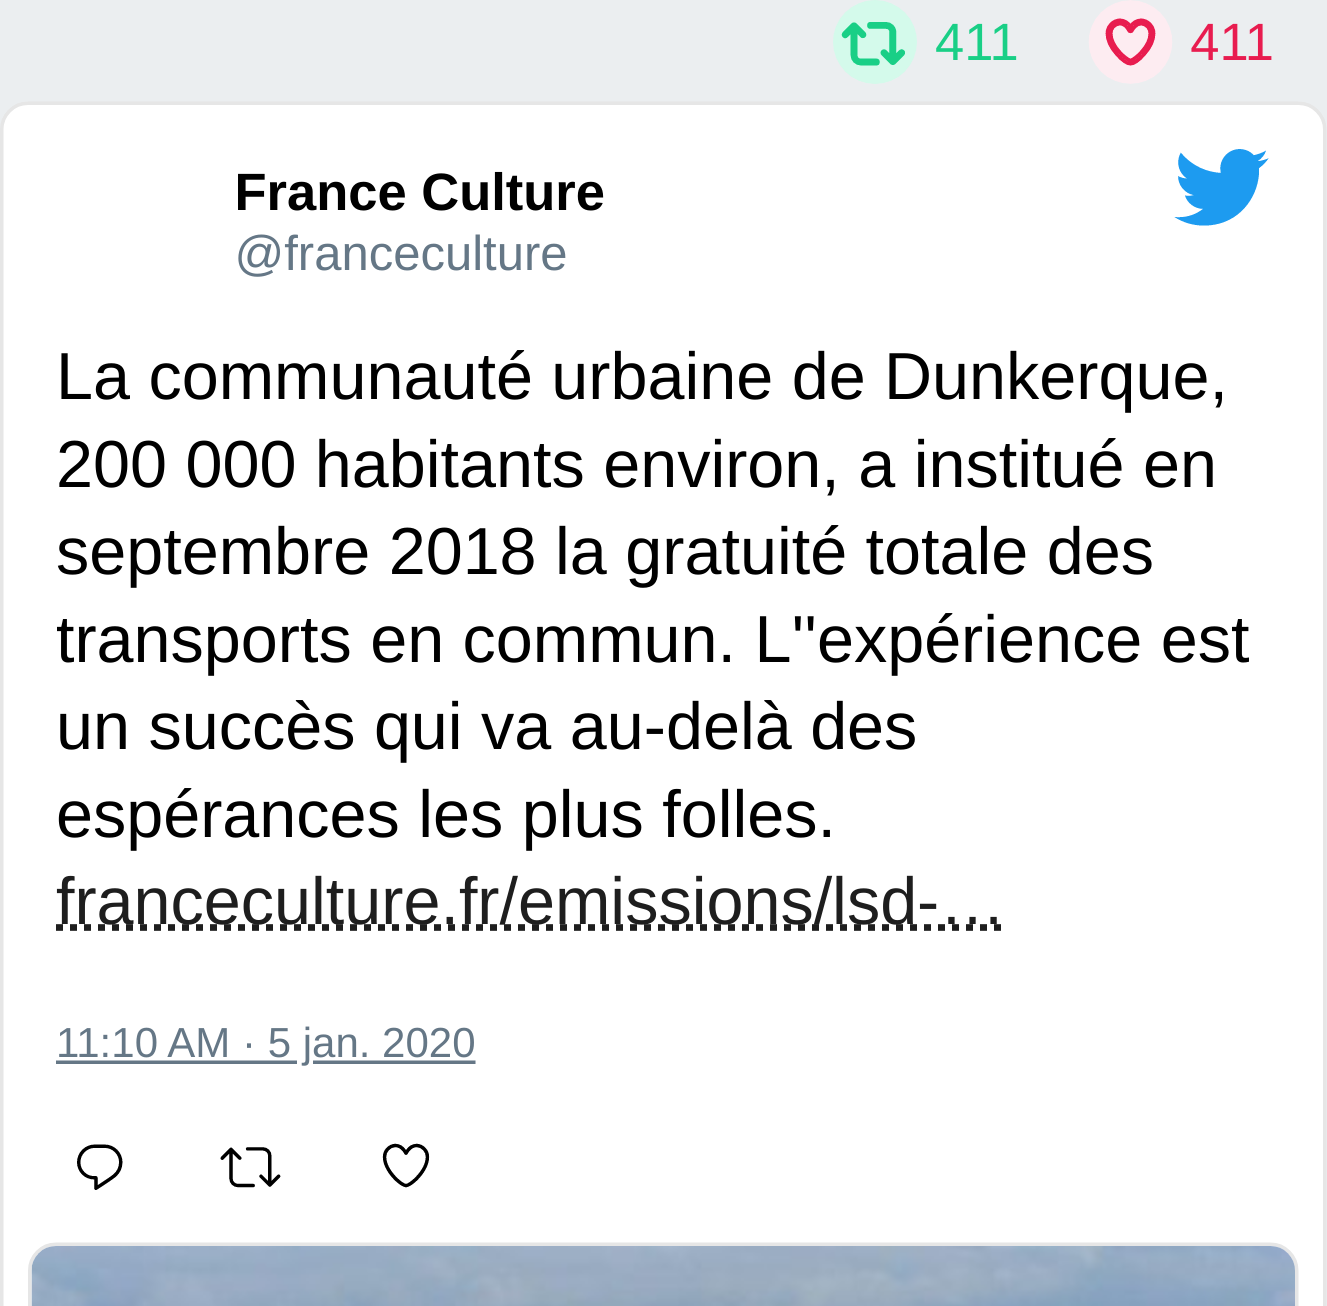 411 411
France Culture
@franceculture
La communauté urbaine de Dunkerque,
200 000 habitants environ, a institué en
septembre 2018 la gratuité totale des
transports en commun. L''expérience est
un succès qui va au-delà des
espérances les plus folles.
franceculture.fr/emissions/lsd-…
11:10 AM · 5 jan. 2020